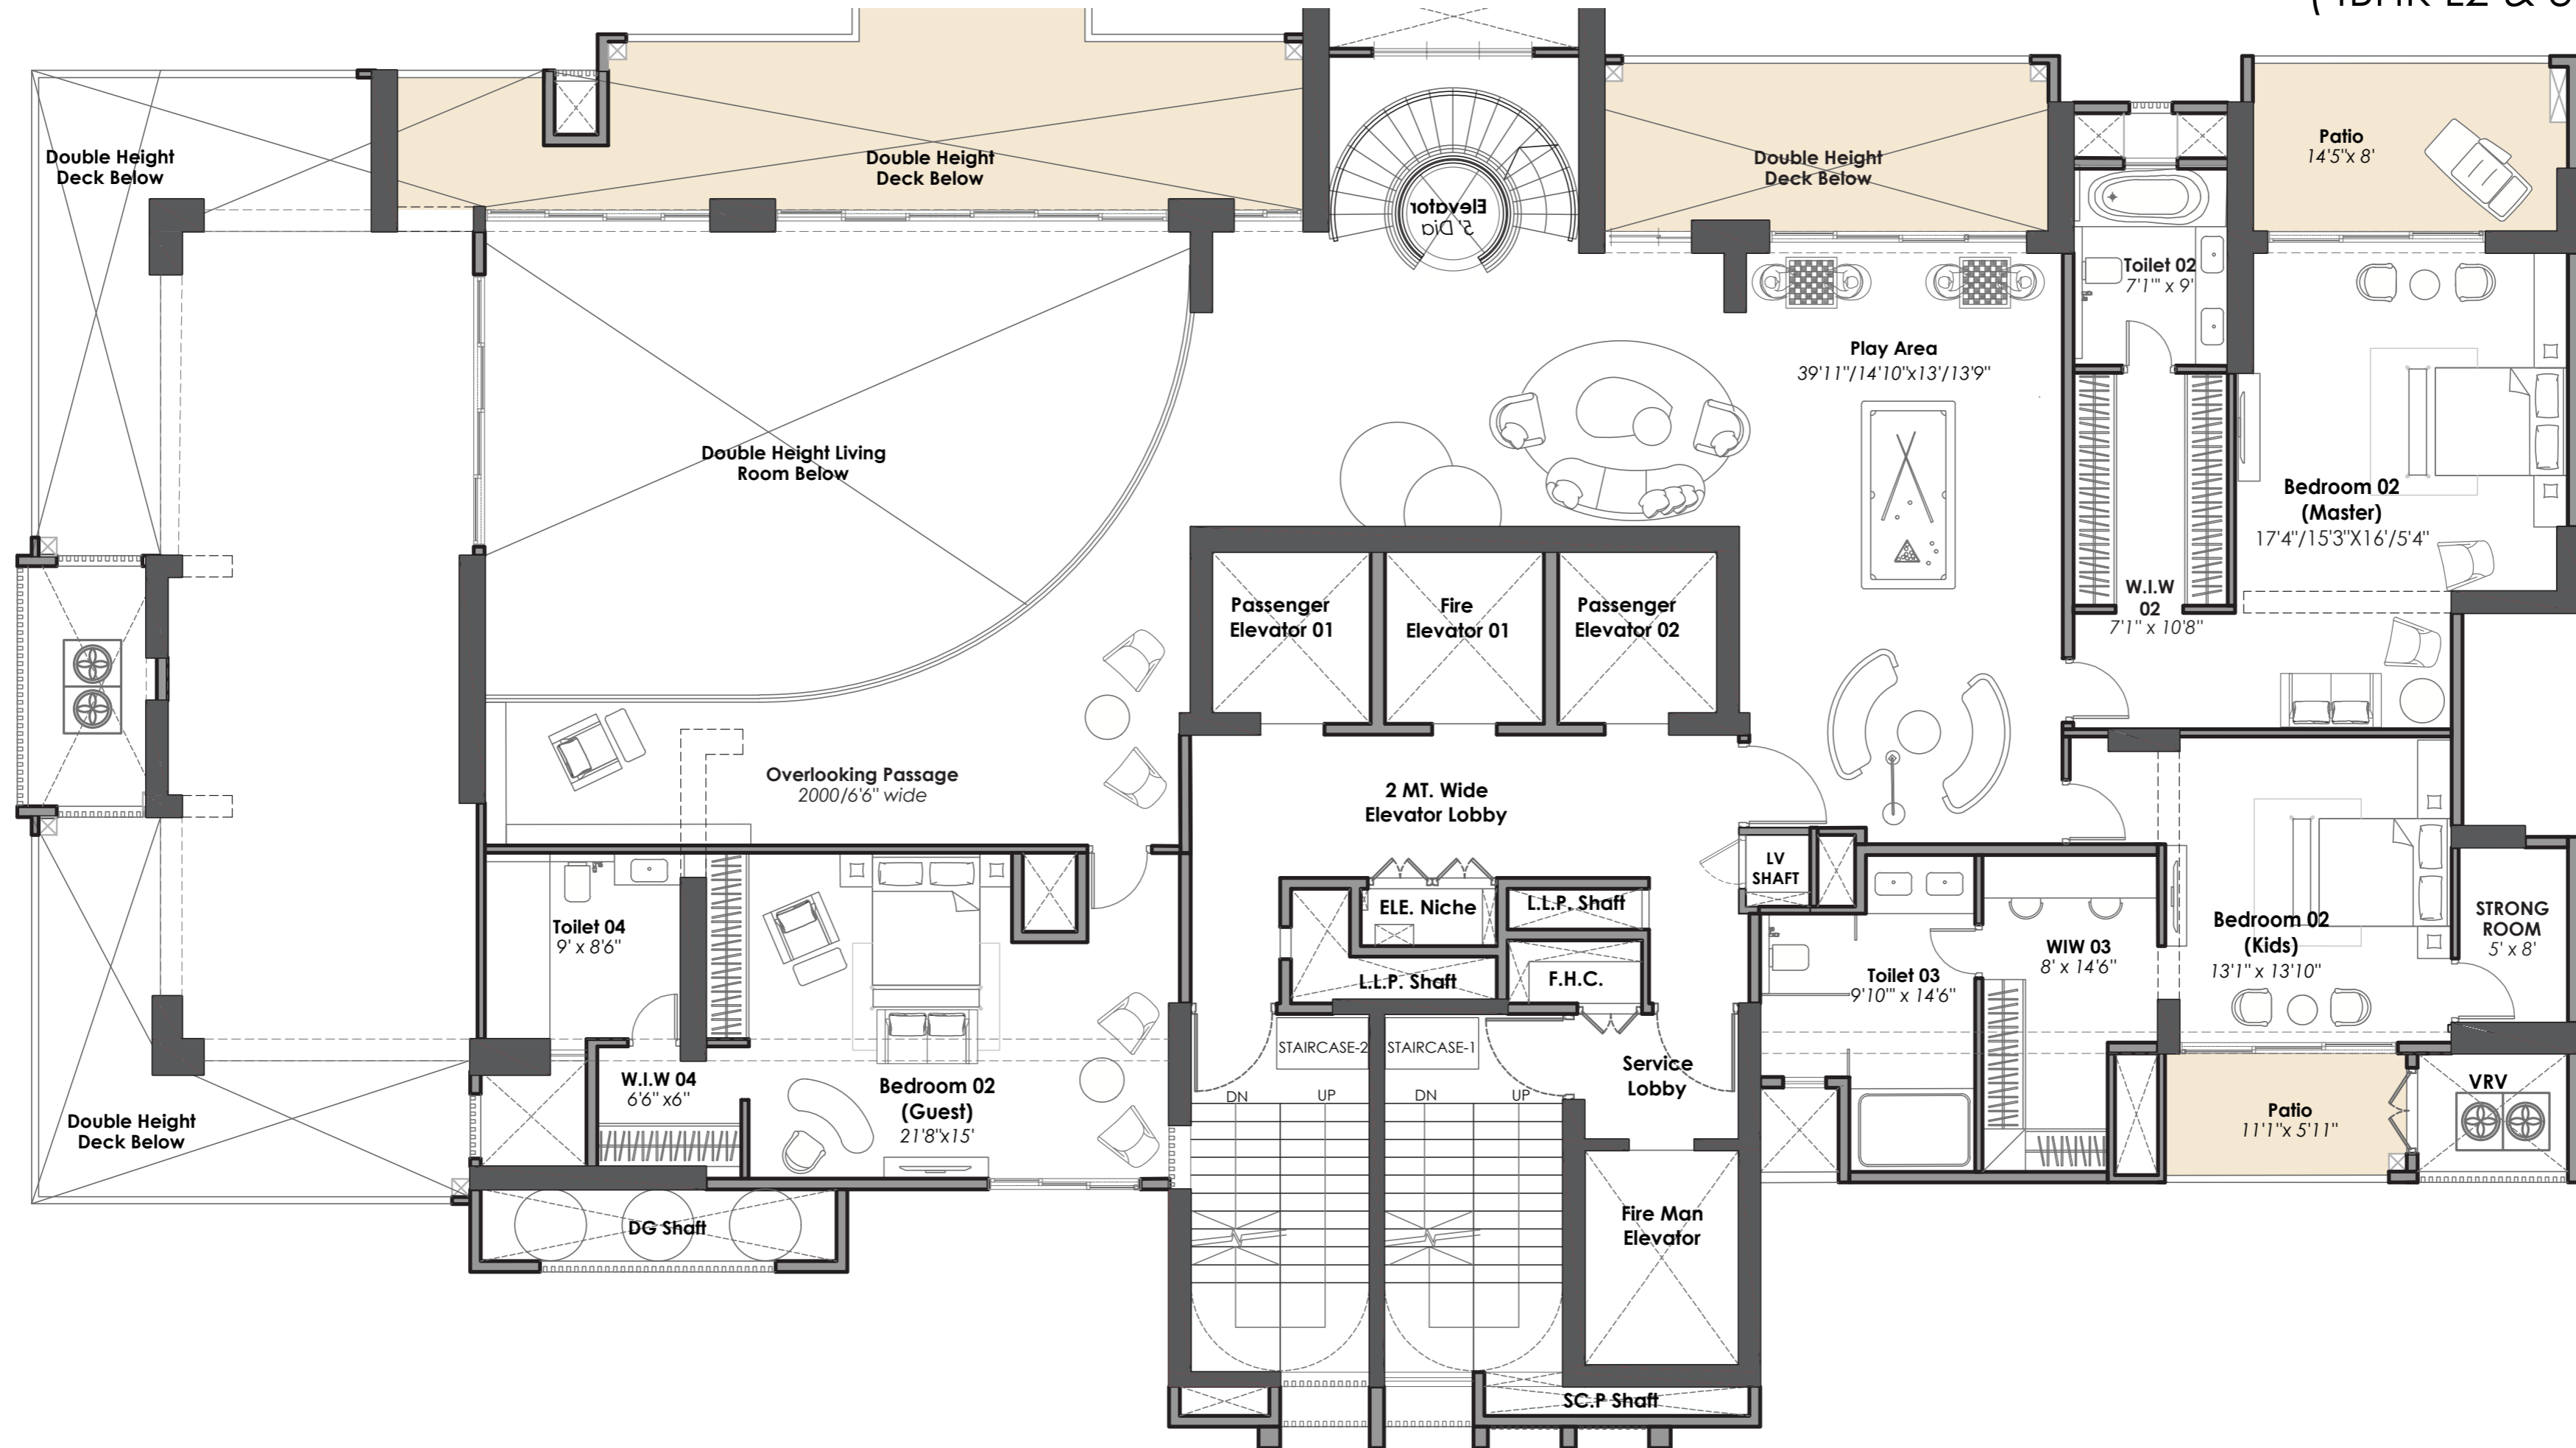 Double Height
Deck Below
Double Height
Deck Below
Elevator
5' Dia
Double Height
Deck Below
Patio
14'5"x 8'
Toilet 02
7'1"' x 9'
Play Area
39'11"/14'10"x13'/13'9"
Double Height Living
Room Below
Bedroom 02
(Master)
17'4"/15'3"X16'/5'4"
W.I.W
02
7'1" x 10'8"
Passenger
Elevator 01
Fire
Elevator 01
Passenger
Elevator 02
Overlooking Passage
2000/6'6" wide
2 MT. Wide
Elevator Lobby
LV
SHAFT
ELE. Niche
L.L.P. Shaft
L.L.P. Shaft
F.H.C.
Toilet 04
9' x 8'6"
Toilet 03
9'10"' x 14'6"
WIW 03
8' x 14'6"
Bedroom 02
(Kids)
13'1" x 13'10"
STRONG
ROOM
5' x 8'
STAIRCASE-2
STAIRCASE-1
Service
Lobby
W.I.W 04
6'6" x6"
Bedroom 02
(Guest)
21'8"x15'
DN
UP
DN
UP
Double Height
Deck Below
Patio
11'1"x 5'11"
VRV
DG Shaft
Fire Man
Elevator
SC.P Shaft